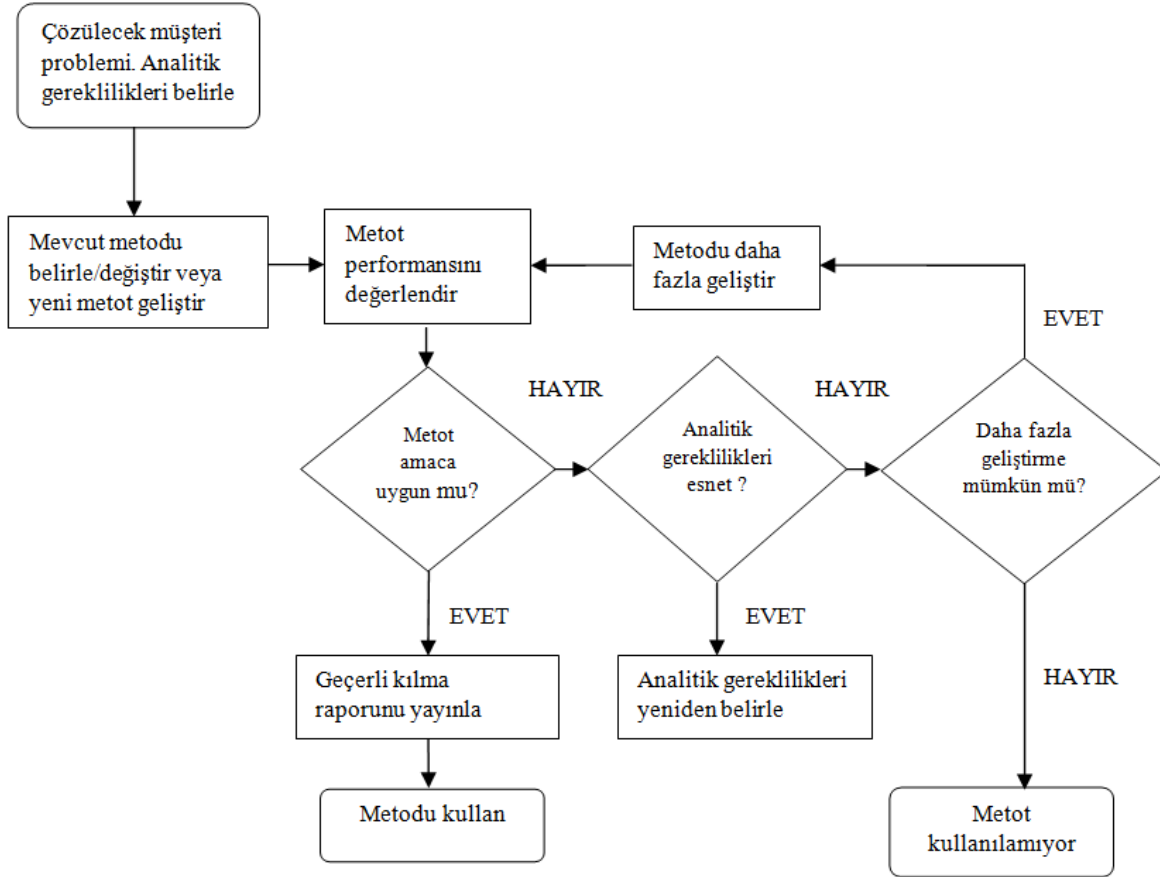 Çözülecek müşteri
problemi. Analitik
gereklilikleri belirle
Mevcut metodu
belirle/değiştir veya
yeni metot geliştir
Metot
performansını
değerlendir
Metodu daha
fazla geliştir
EVET
HAYIR
HAYIR
Metot
amaca
uygun mu?
Analitik
gereklilikleri
esnet ?
Daha fazla
geliştirme
mümkün mü?
EVET
EVET
HAYIR
Geçerli kılma
raporunu yayınla
Analitik gereklilikleri
yeniden belirle
Metodu kullan
Metot
kullanılamıyor